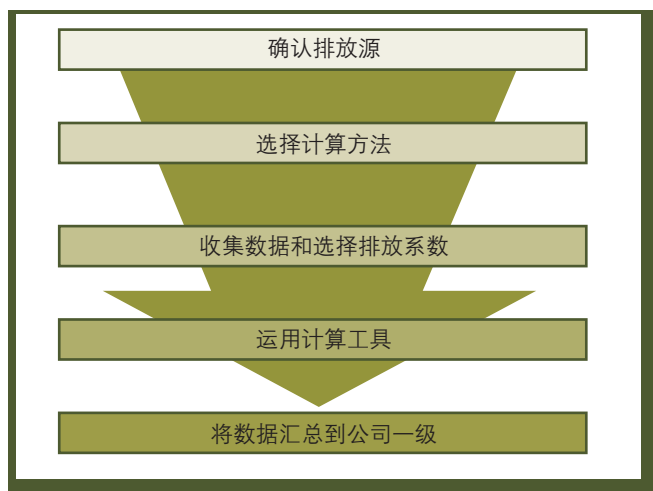 确认排放源
选择计算方法
收集数据和选择排放系数
运用计算工具
将数据汇总到公司一级